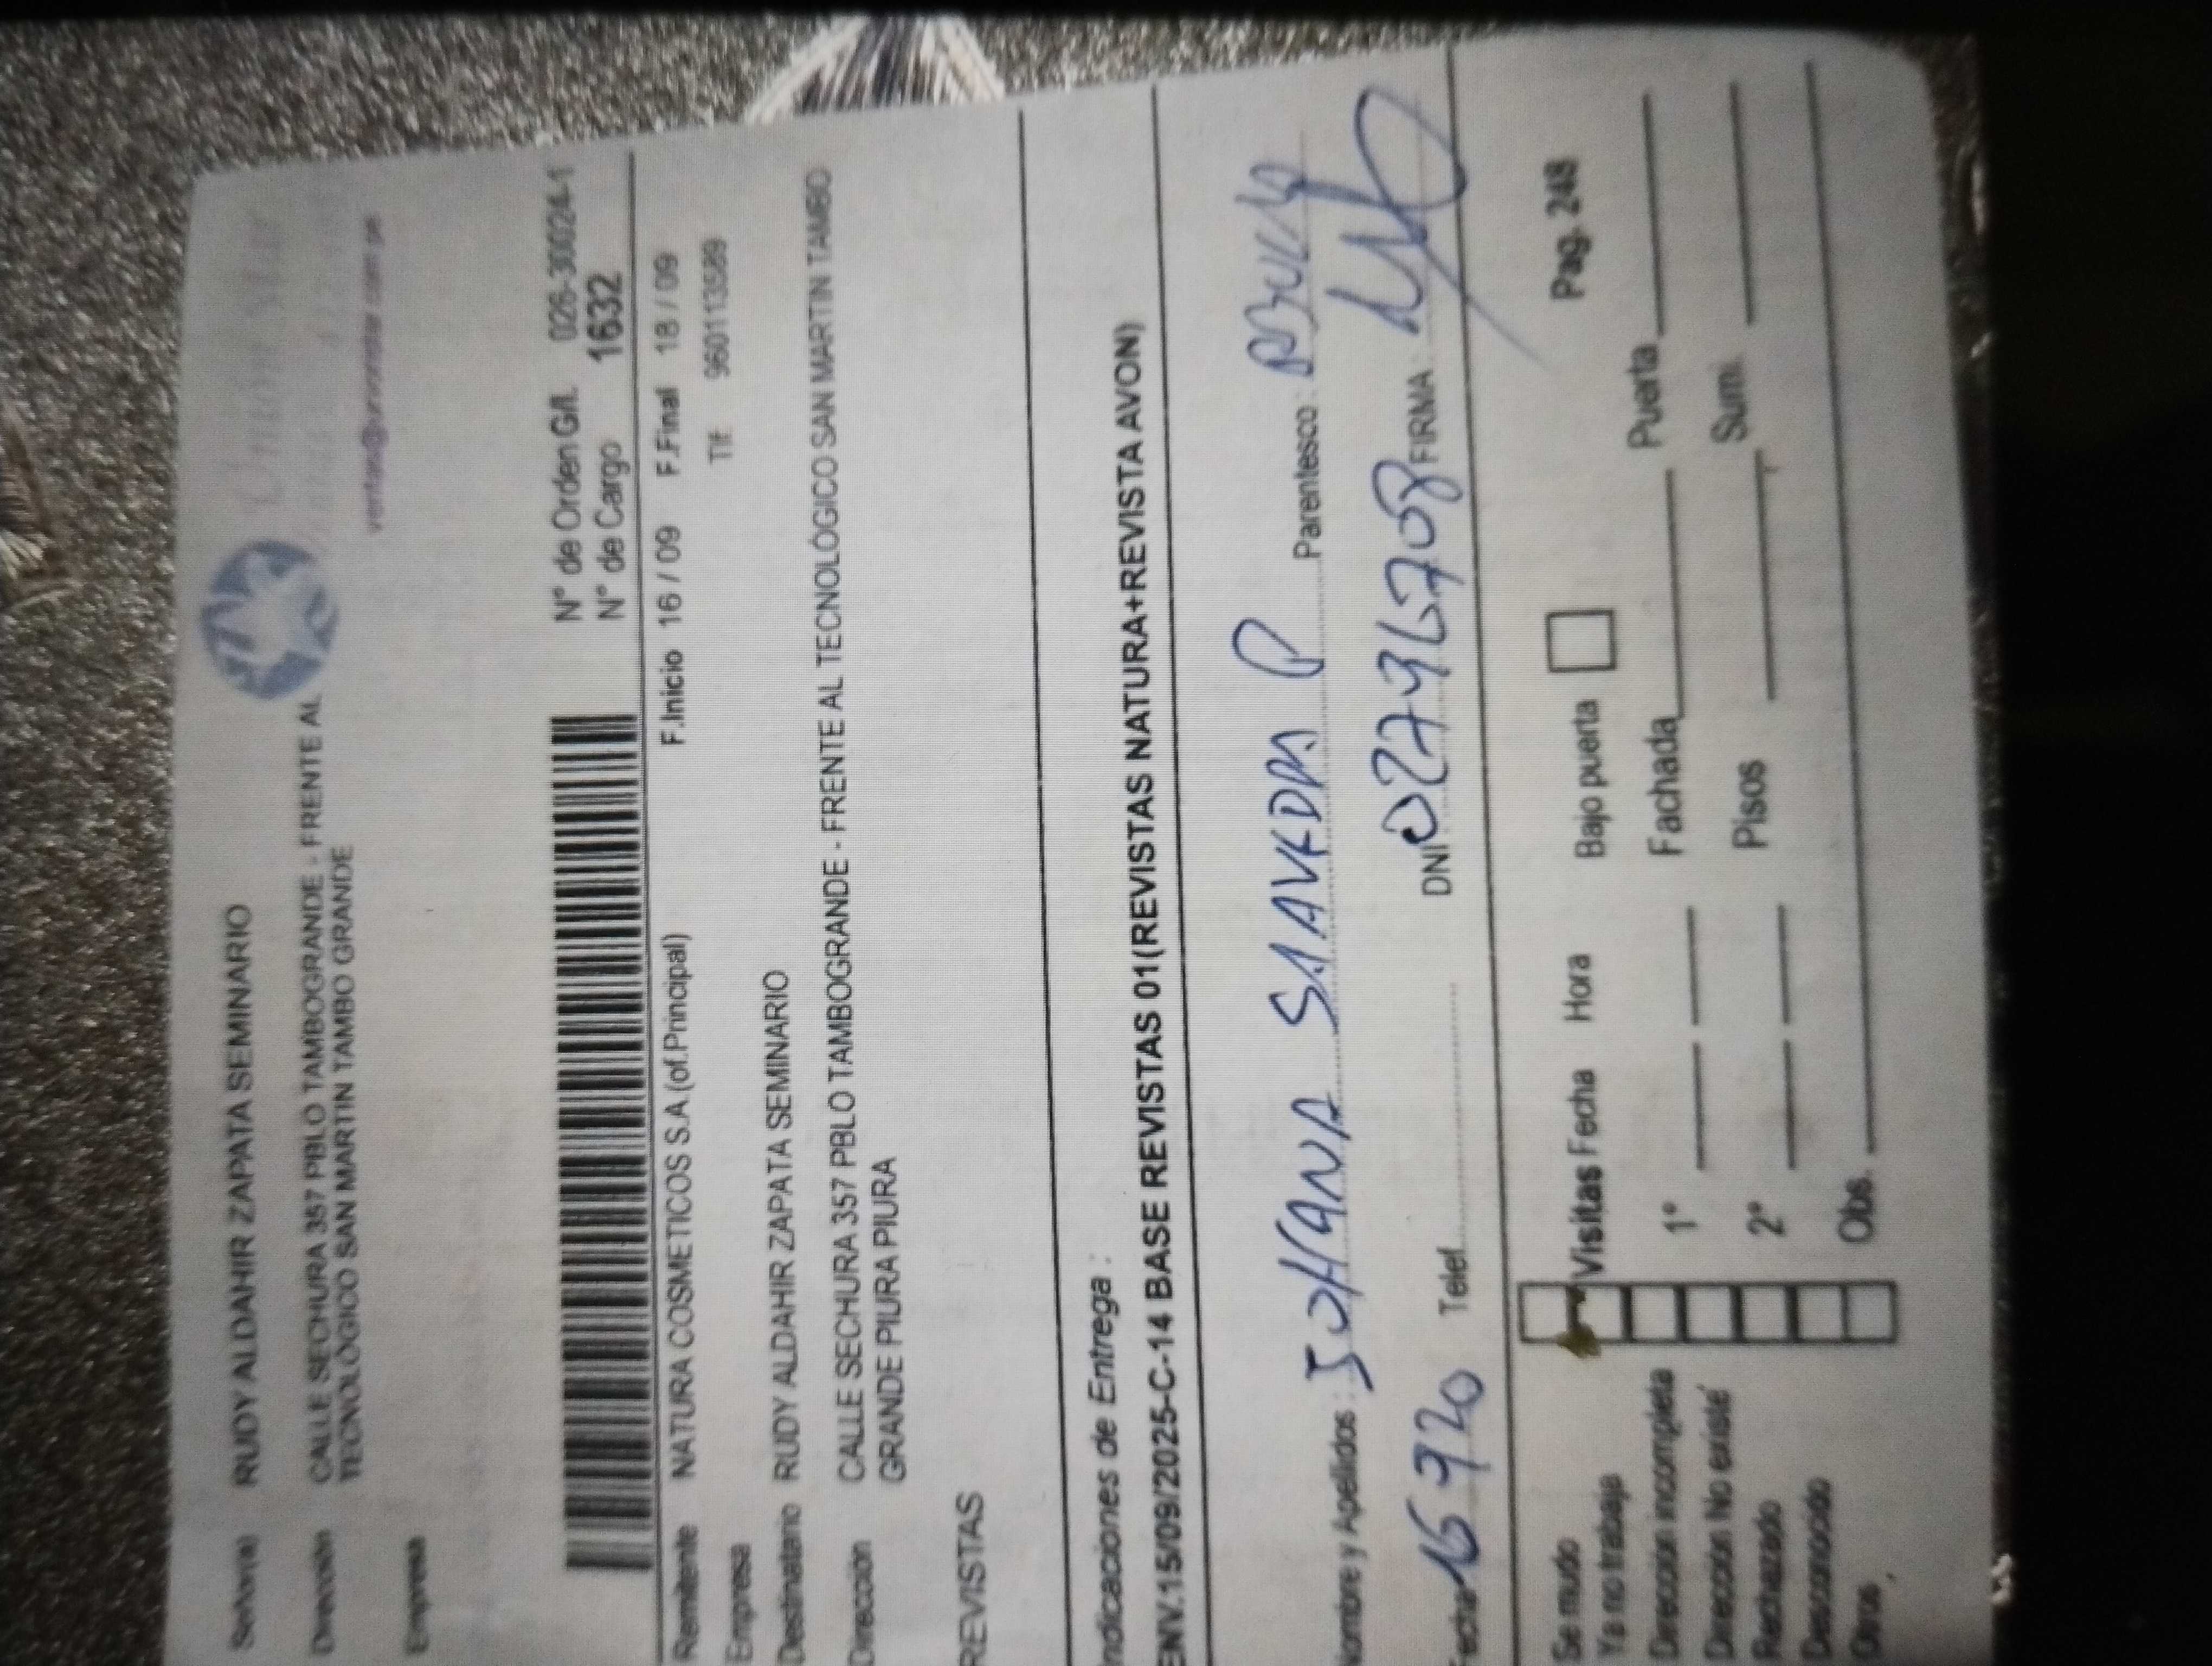 Señor(a) RUDY ALDAHIR ZAPATA SEMINARIO
Dirección CALLE SECHURA 357 PBLO TAMBOGRANDE - FRENTE AL
TECNOLÓGICO SAN MARTIN TAMBO GRANDE
Empresa
N° de Orden G/L 026-300244-1
N° de Cargo 1632
Remitente NATURA COSMETICOS S.A.(of.Principal) F.Inicio 16 / 09 F.Final 18 / 09
Empresa Tlf. 960113589
Destinatario RUDY ALDAHIR ZAPATA SEMINARIO
Dirección CALLE SECHURA 357 PBLO TAMBOGRANDE - FRENTE AL TECNOLÓGICO SAN MARTIN TAMBO
GRANDE PIURA PIURA
REVISTAS
Indicaciones de Entrega :
ENV.15/09/2025-C-14 BASE REVISTAS 01(REVISTAS NATURA+REVISTA AVON)
Nombre y Apellidos : JOHANA SAAVEDRA P Parentesco :
Fecha 16 9 20 Telef. DNI 02796708 FIRMA :
Se mudo
Ya no trabaja
Dirección incompleta
Dirección No existe
Rechazado
Desconocido
Otros
Visitas Fecha Hora Bajo puerta Pag. 248
1° Fachada Puerta
2° Pisos Sum.
Obs.